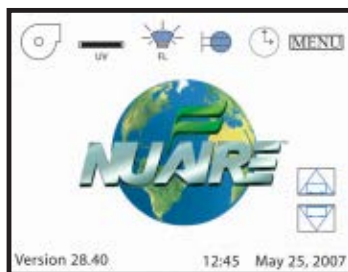 UV
FL
MENU
NUAIRE
Version 28.40
12:45
May 25, 2007